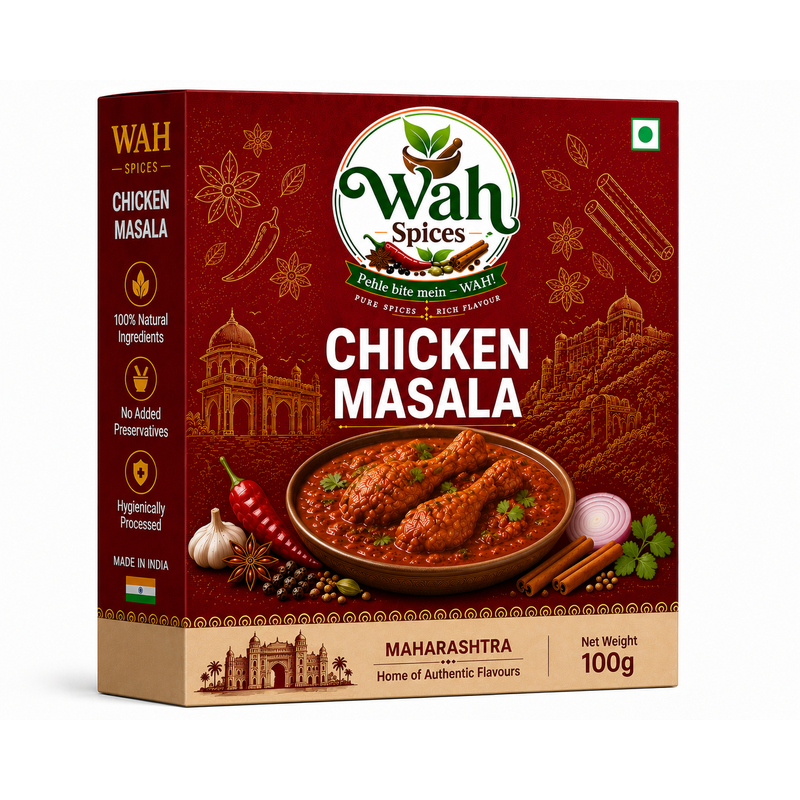 WAH
SPICES
CHICKEN
MASALA
100% Natural
Ingredients
No Added
Preservatives
Hygienically
Processed
MADE IN INDIA
Wah
Spices
Pehle bite mein – WAH!
PURE SPICES RICH FLAVOUR
CHICKEN
MASALA
MAHARASHTRA
Home of Authentic Flavours
Net Weight
100g